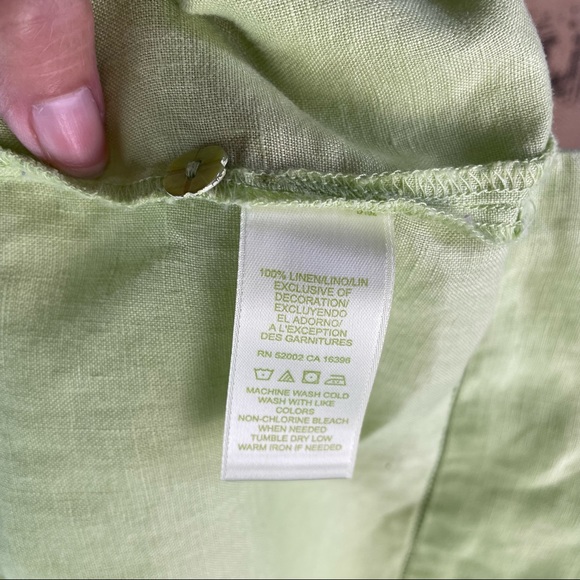 100% LINEN/LINO/LIN
EXCLUSIVE OF
DECORATION/
EXCLUYENDO
EL ADORNO/
A L'EXCEPTION
DES GARNITURES
RN 52002 CA 16396
MACHINE WASH COLD
WASH WITH LIKE
COLORS
NON-CHLORINE BLEACH
WHEN NEEDED
TUMBLE DRY LOW
WARM IRON IF NEEDED